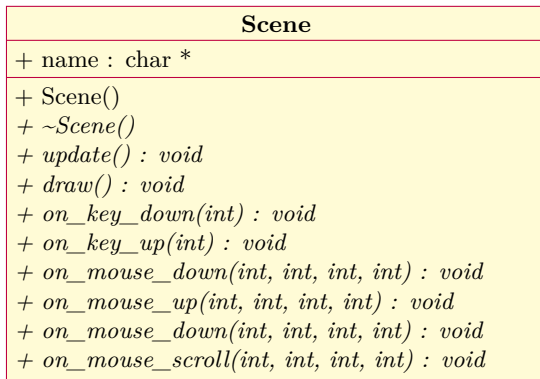 Scene
+ name : char *
+ Scene()
+ ~Scene()
+ update() : void
+ draw() : void
+ on_key_down(int) : void
+ on_key_up(int) : void
+ on_mouse_down(int, int, int, int) : void
+ on_mouse_up(int, int, int, int) : void
+ on_mouse_down(int, int, int, int) : void
+ on_mouse_scroll(int, int, int, int) : void